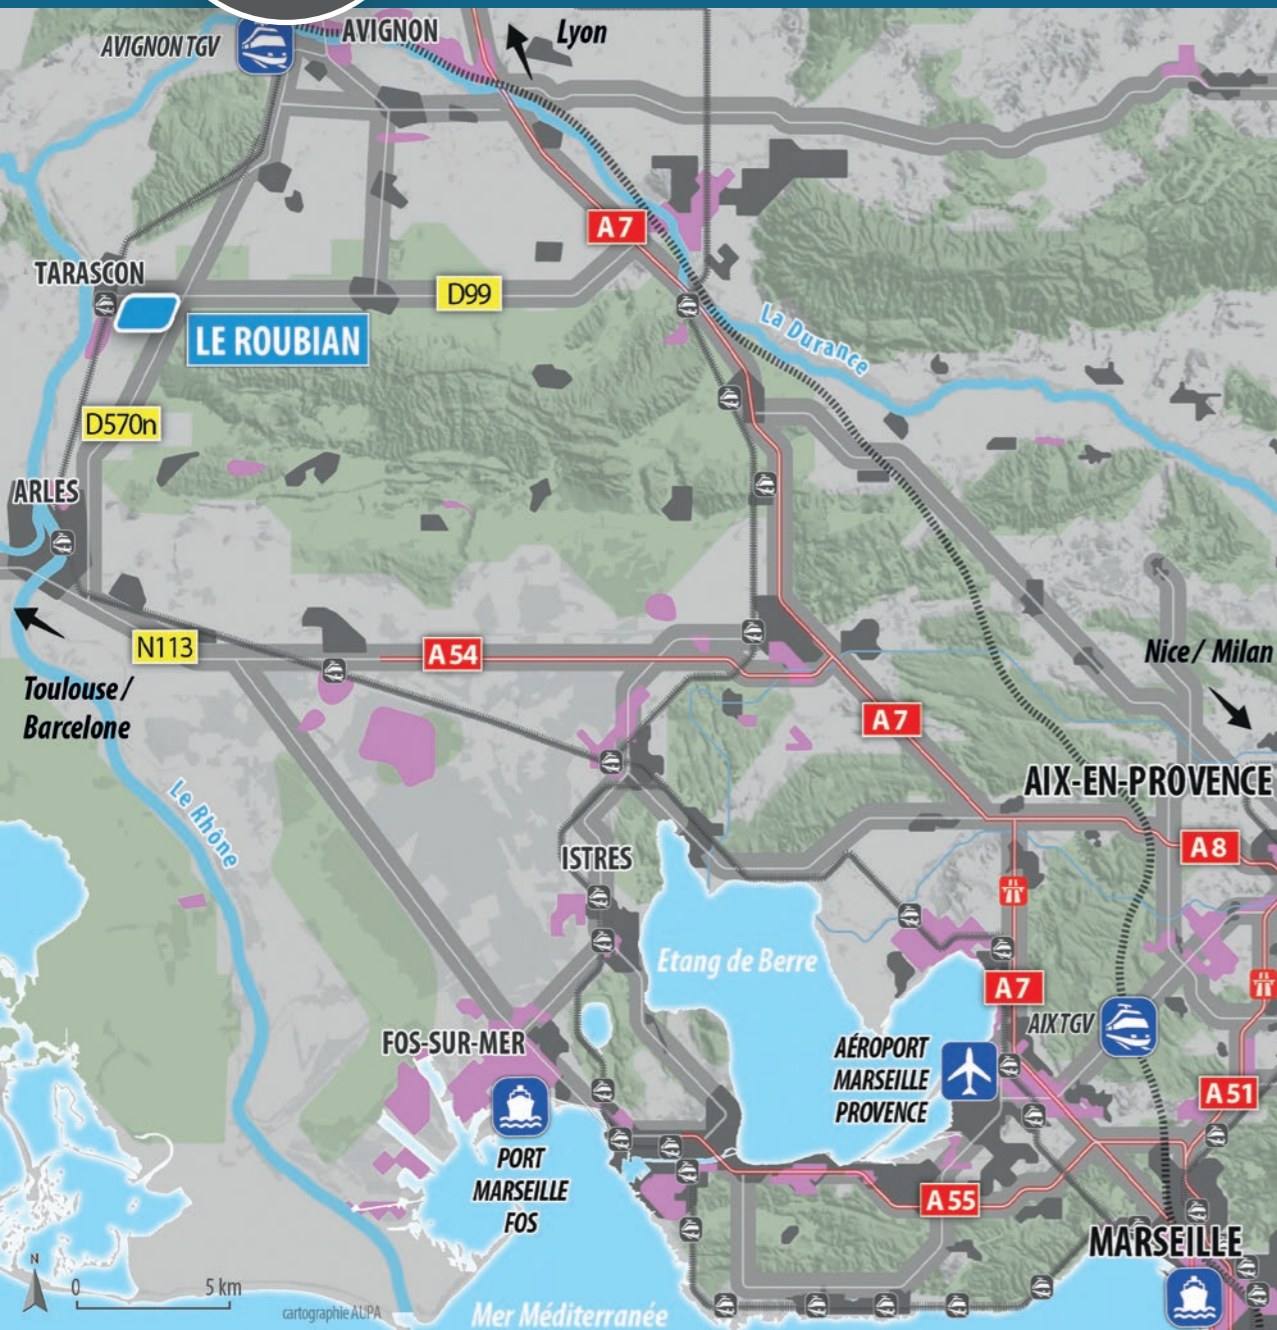 AVIGNON TGV
AVIGNON
Lyon
A7
TARASCON
D99
LE ROUBIAN
La Durance
D570n
ARLES
N113
A54
Nice / Milan
Toulouse /
Barcelone
A7
AIX-EN-PROVENCE
Le Rhône
A8
ISTRES
Etang de Berre
A7
AIX TGV
FOS-SUR-MER
AÉROPORT
MARSEILLE
PROVENCE
A51
PORT
MARSEILLE
FOS
A55
MARSEILLE
N
0 5 km
cartographie AUPA
Mer Méditerranée